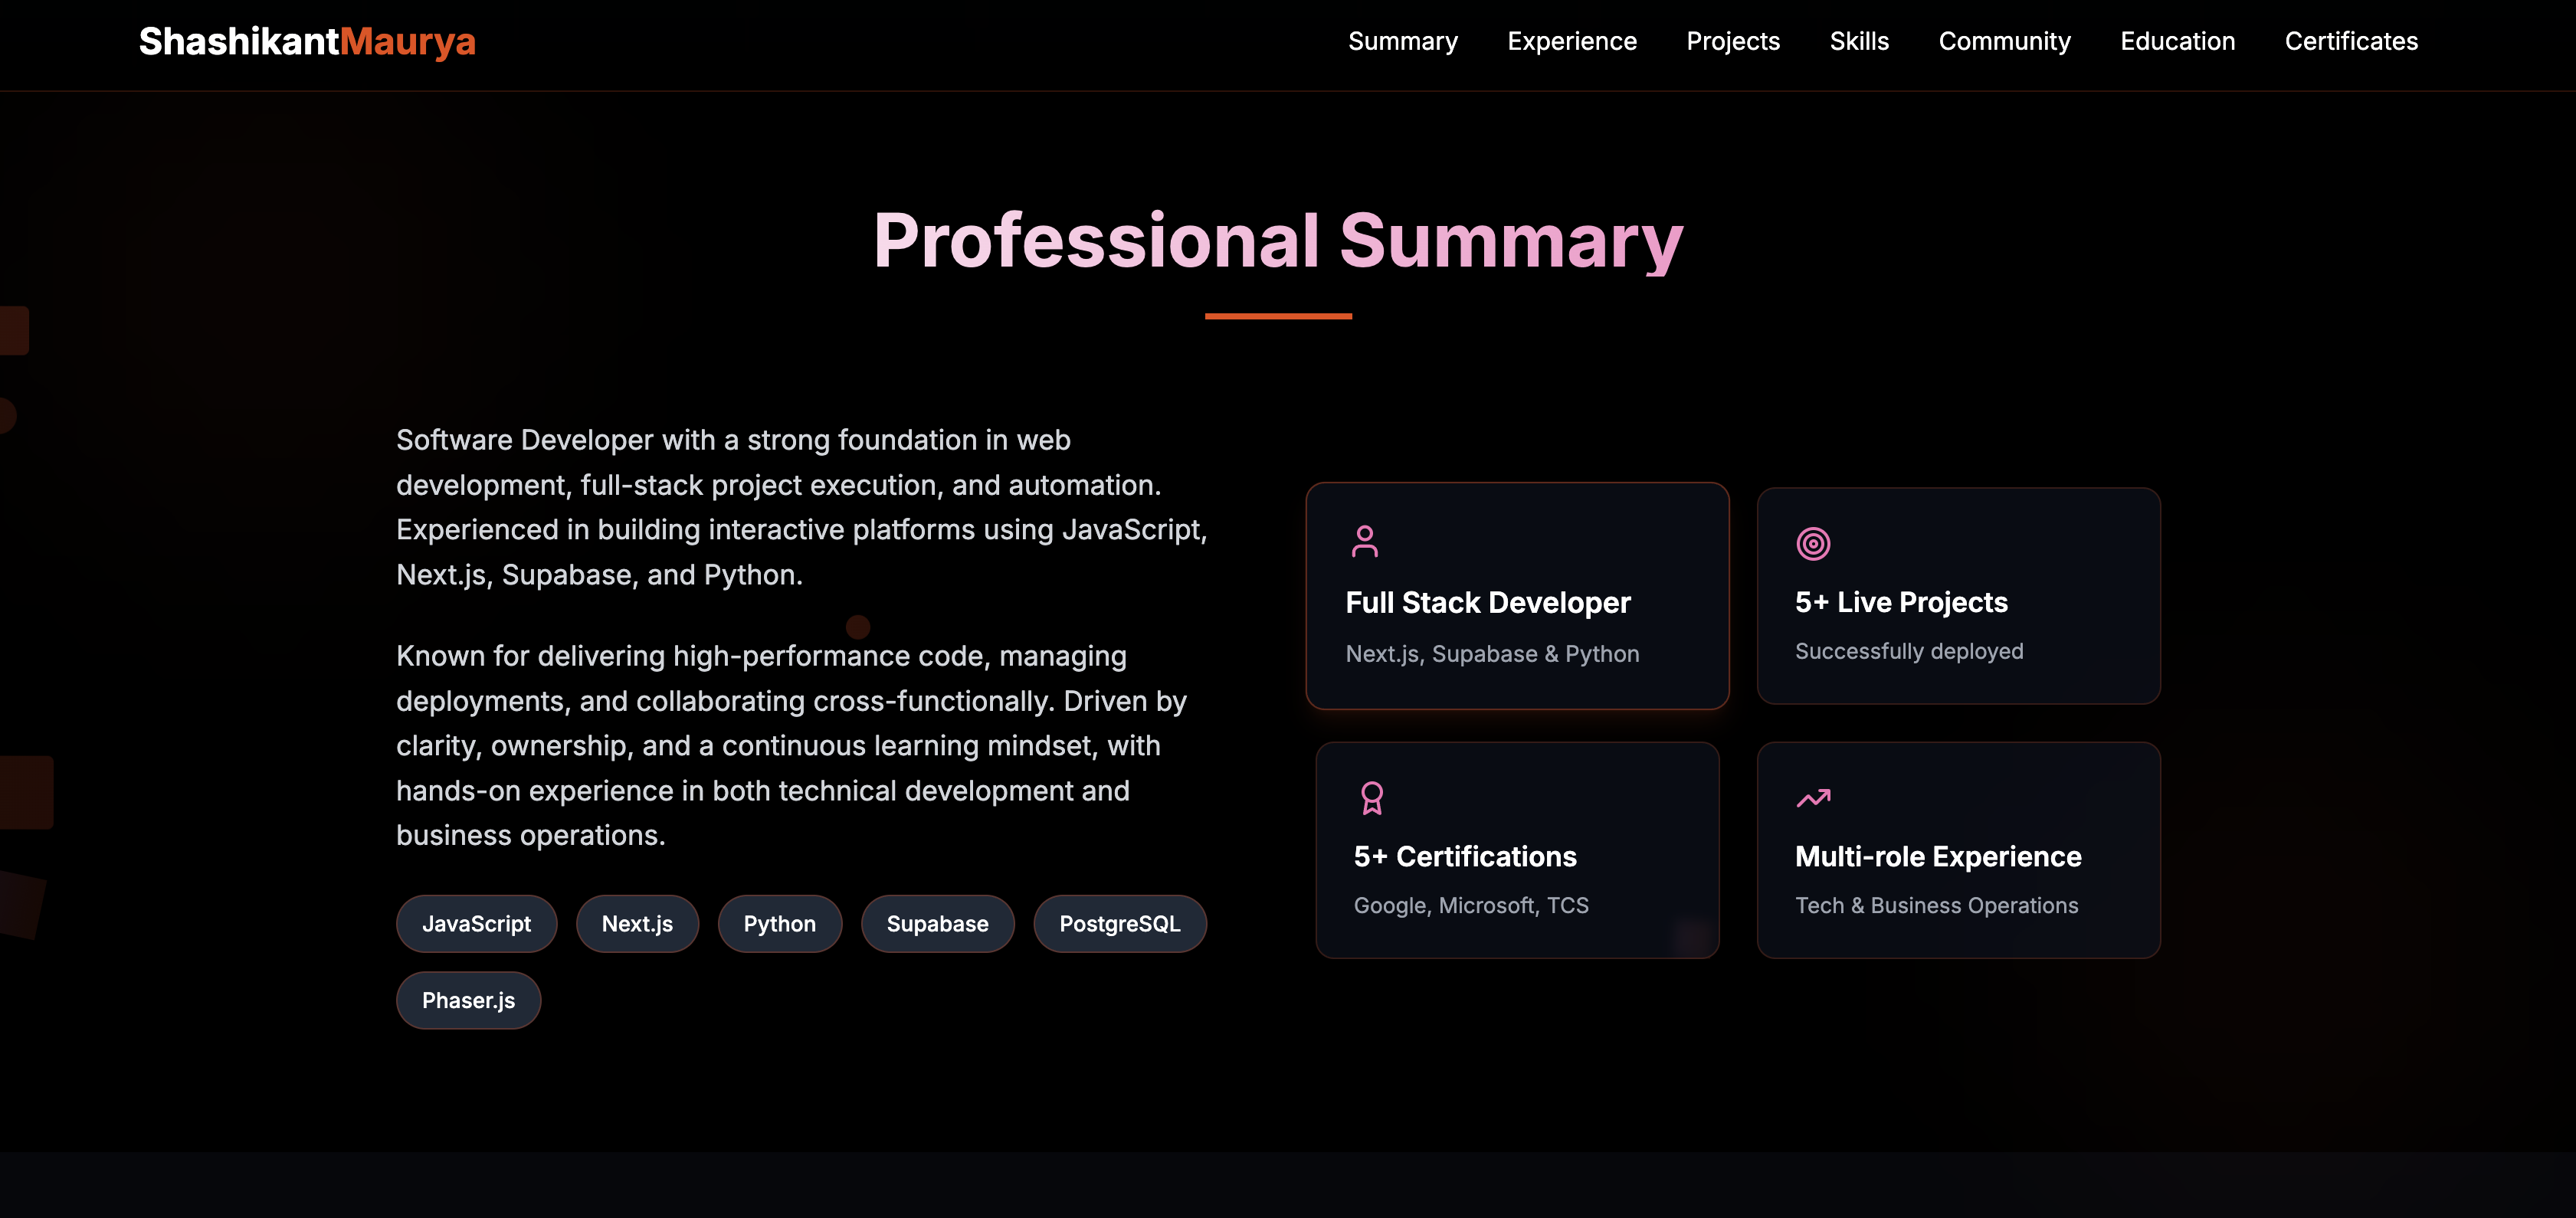 ShashikantMaurya
Summary Experience Projects Skills Community Education Certificates
Professional Summary
Software Developer with a strong foundation in web
development, full-stack project execution, and automation.
Experienced in building interactive platforms using JavaScript,
Next.js, Supabase, and Python.
Known for delivering high-performance code, managing
deployments, and collaborating cross-functionally. Driven by
clarity, ownership, and a continuous learning mindset, with
hands-on experience in both technical development and
business operations.
JavaScript Next.js Python Supabase PostgreSQL
Phaser.js
Full Stack Developer
Next.js, Supabase & Python
5+ Live Projects
Successfully deployed
5+ Certifications
Google, Microsoft, TCS
Multi-role Experience
Tech & Business Operations